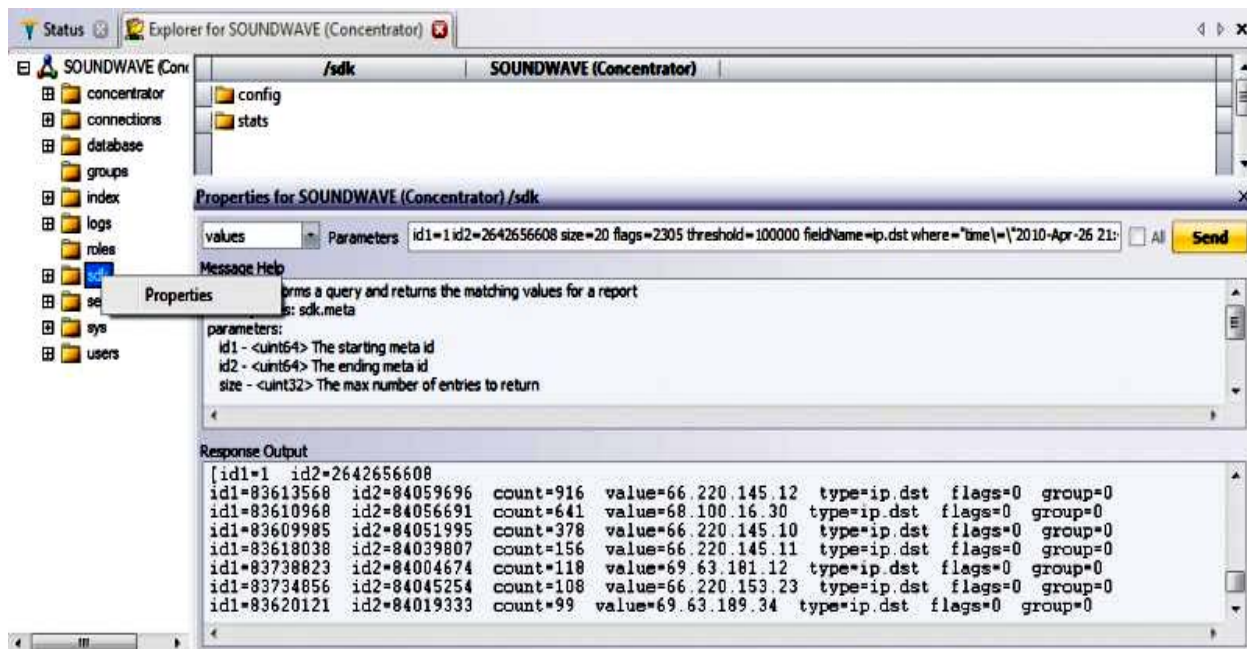 Status
Explorer for SOUNDWAVE (Concentrator)
SOUNDWAVE (Conc
concentrator
connections
database
groups
index
logs
roles
sdk
se
sys
users
Properties
/sdk SOUNDWAVE (Concentrator)
config
stats
Properties for SOUNDWAVE (Concentrator) /sdk
values Parameters id1=1 id2=2642656608 size=20 flags=2305 threshold=100000 fieldName=ip.dst where="time\=\"2010-Apr-26 21: All Send
Message Help
orms a query and returns the matching values for a report
s: sdk.meta
parameters:
id1 - <uint64> The starting meta id
id2 - <uint64> The ending meta id
size - <uint32> The max number of entries to return
Response Output
[id1=1 id2=2642656608
id1=83613568 id2=84059696 count=916 value=66.220.145.12 type=ip.dst flags=0 group=0
id1=83610968 id2=84056691 count=641 value=68.100.16.30 type=ip.dst flags=0 group=0
id1=83609985 id2=84051995 count=378 value=66.220.145.10 type=ip.dst flags=0 group=0
id1=83618038 id2=84039807 count=156 value=66.220.145.11 type=ip.dst flags=0 group=0
id1=83738823 id2=84004674 count=118 value=69.63.181.12 type=ip.dst flags=0 group=0
id1=83734856 id2=84045254 count=108 value=66.220.153.23 type=ip.dst flags=0 group=0
id1=83620121 id2=84019333 count=99 value=69.63.189.34 type=ip.dst flags=0 group=0